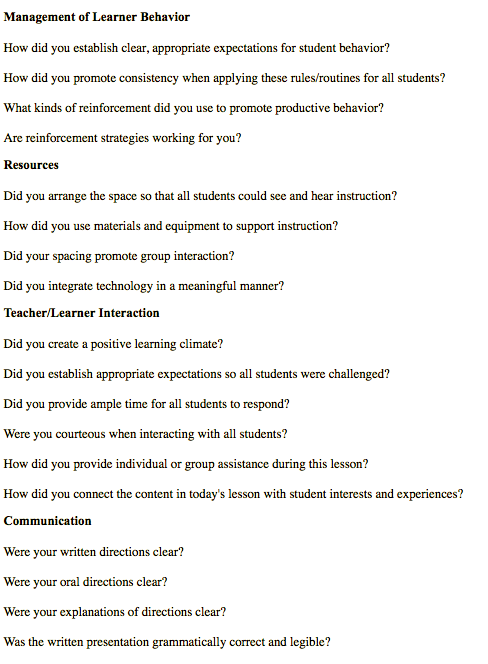 Management of Learner Behavior
How did you establish clear, appropriate expectations for student behavior?
How did you promote consistency when applying these rules/routines for all students?
What kinds of reinforcement did you use to promote productive behavior?
Are reinforcement strategies working for you?
Resources
Did you arrange the space so that all students could see and hear instruction?
How did you use materials and equipment to support instruction?
Did your spacing promote group interaction?
Did you integrate technology in a meaningful manner?
Teacher/Learner Interaction
Did you create a positive learning climate?
Did you establish appropriate expectations so all students were challenged?
Did you provide ample time for all students to respond?
Were you courteous when interacting with all students?
How did you provide individual or group assistance during this lesson?
How did you connect the content in today's lesson with student interests and experiences?
Communication
Were your written directions clear?
Were your oral directions clear?
Were your explanations of directions clear?
Was the written presentation grammatically correct and legible?